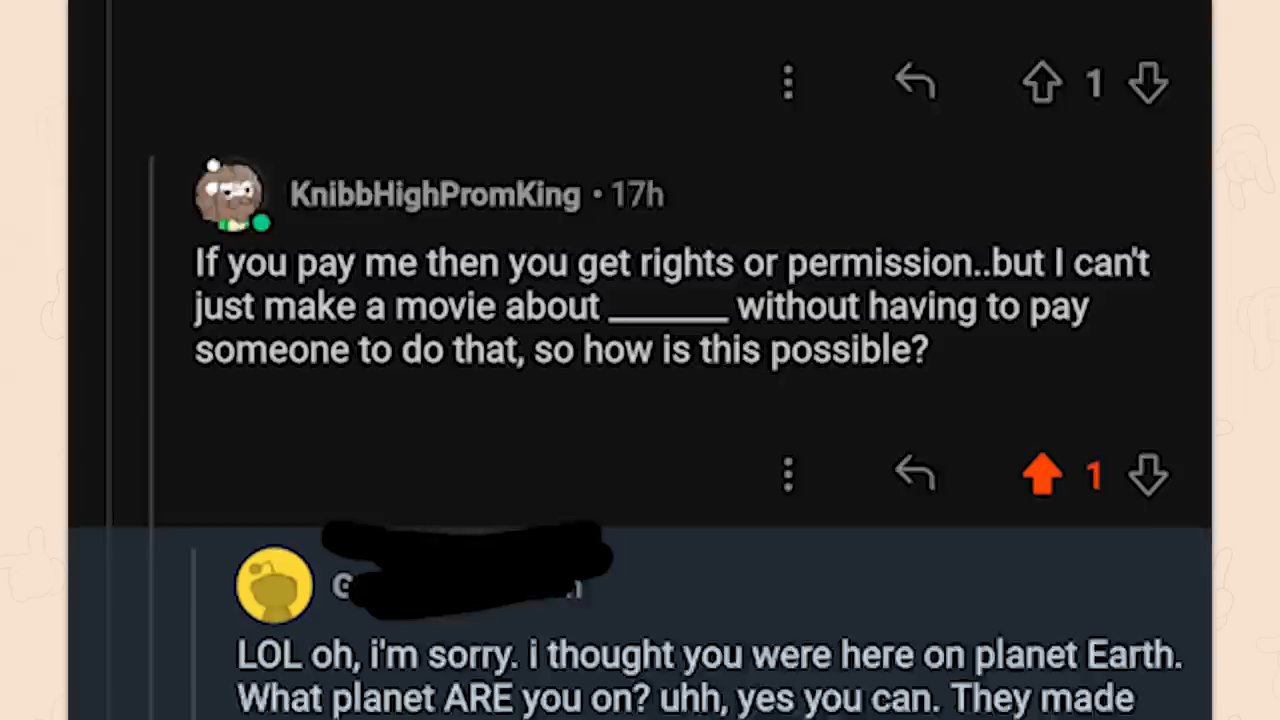 1
KnibbHighPromKing • 17h
If you pay me then you get rights or permission..but I can't
just make a movie about ______ without having to pay
someone to do that, so how is this possible?
1
LOL oh, i'm sorry. i thought you were here on planet Earth.
What planet ARE you on? uhh, yes you can. They made